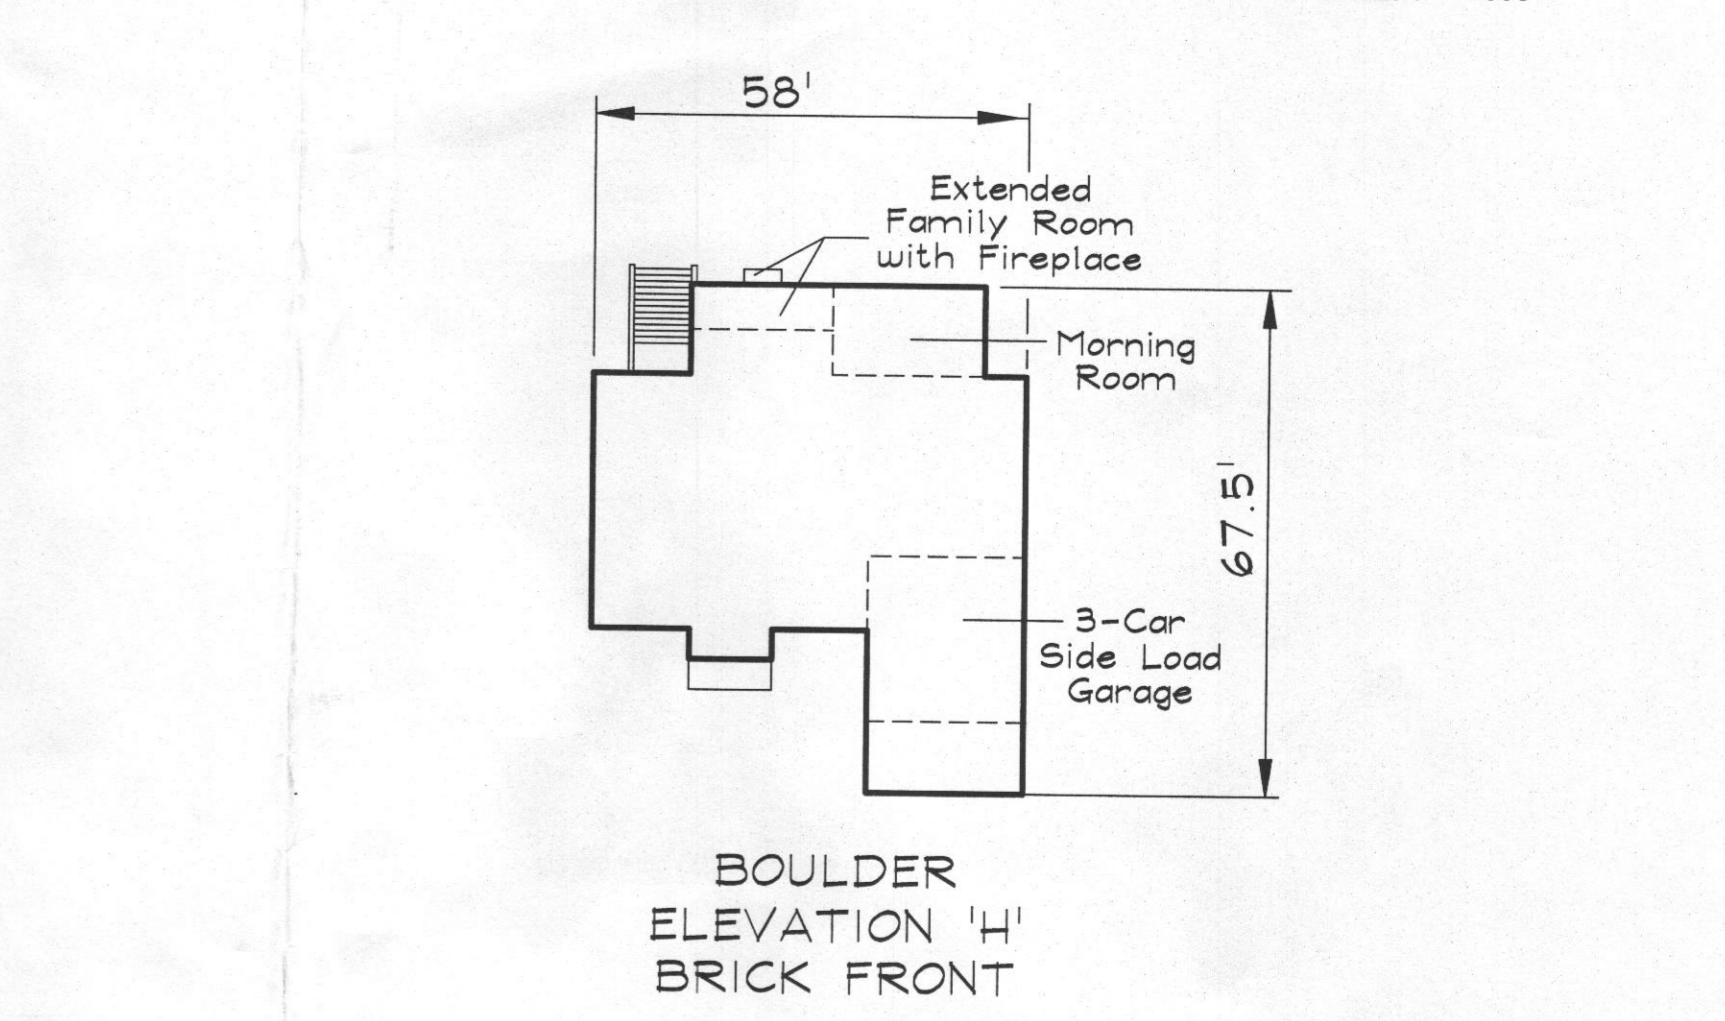 58'
Extended
Family Room
with Fireplace
Morning
Room
67.5'
3-Car
Side Load
Garage
BOULDER
ELEVATION 'H'
BRICK FRONT